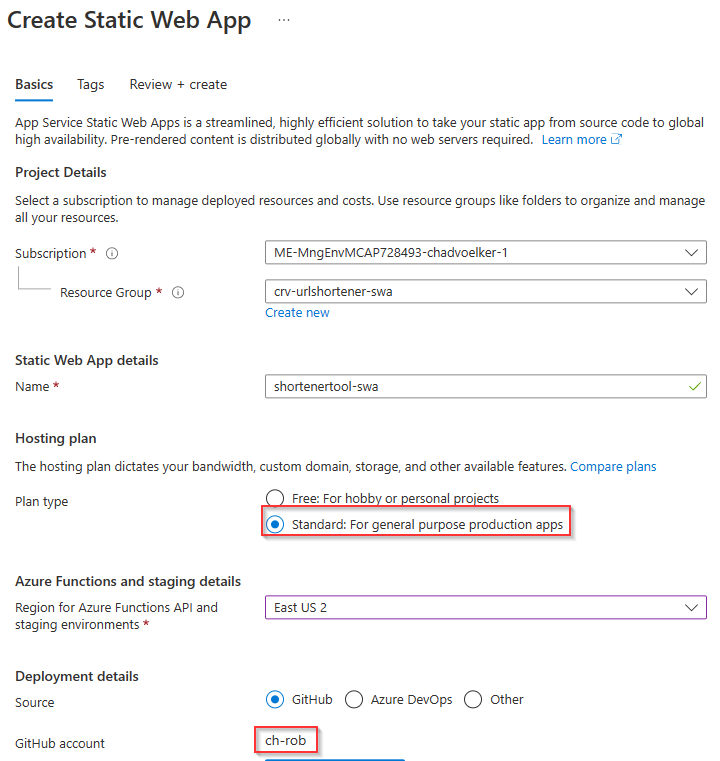 Create Static Web App ...
Basics Tags Review + create
App Service Static Web Apps is a streamlined, highly efficient solution to take your static app from source code to global
high availability. Pre-rendered content is distributed globally with no web servers required. Learn more
Project Details
Select a subscription to manage deployed resources and costs. Use resource groups like folders to organize and manage
all your resources.
Subscription * ME-MngEnvMCAP728493-chadvoelker-1
Resource Group * crv-urlshortener-swa
Create new
Static Web App details
Name * shortenertool-swa
Hosting plan
The hosting plan dictates your bandwidth, custom domain, storage, and other available features. Compare plans
Plan type Free: For hobby or personal projects
Standard: For general purpose production apps
Azure Functions and staging details
Region for Azure Functions API and East US 2
staging environments *
Deployment details
Source GitHub Azure DevOps Other
GitHub account ch-rob